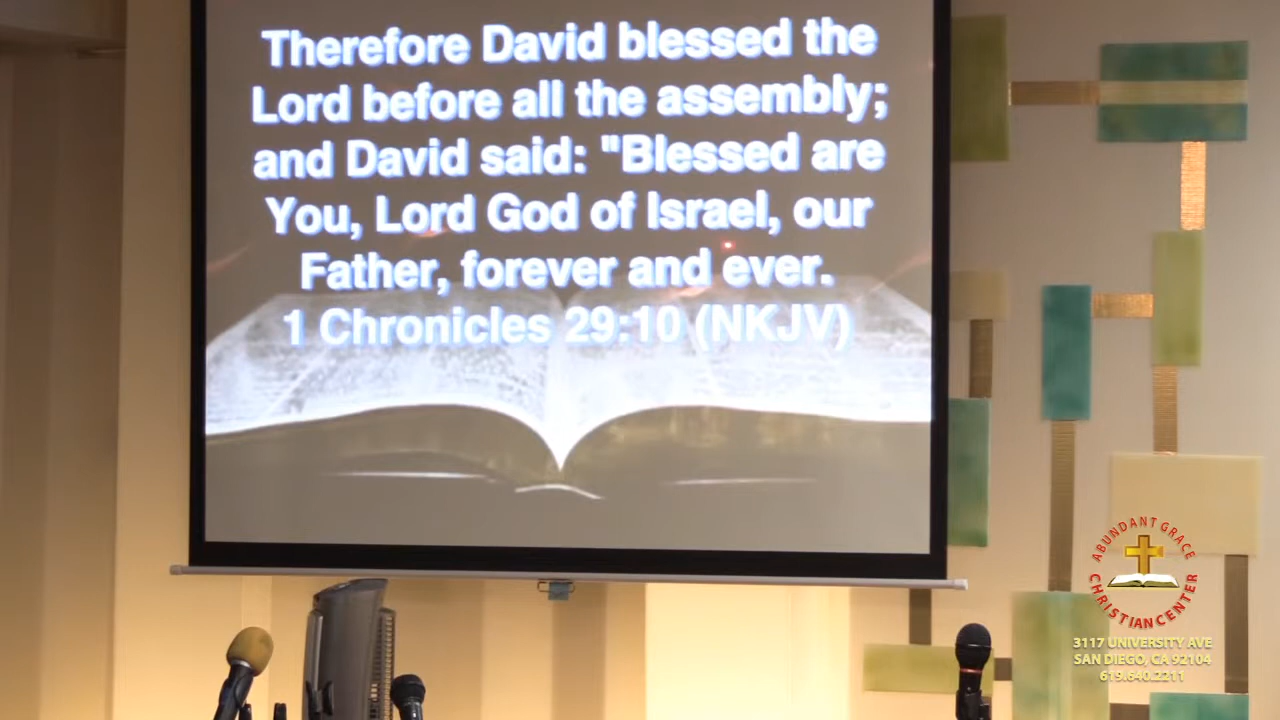 Therefore David blessed the
Lord before all the assembly;
and David said: "Blessed are
You, Lord God of Israel, our
Father, forever and ever.
1 Chronicles 29:10 (NKJV)
ABUNDANT GRACE
CHRISTIAN CENTER
3117 UNIVERSITY AVE
SAN DIEGO, CA 92104
619.640.2211